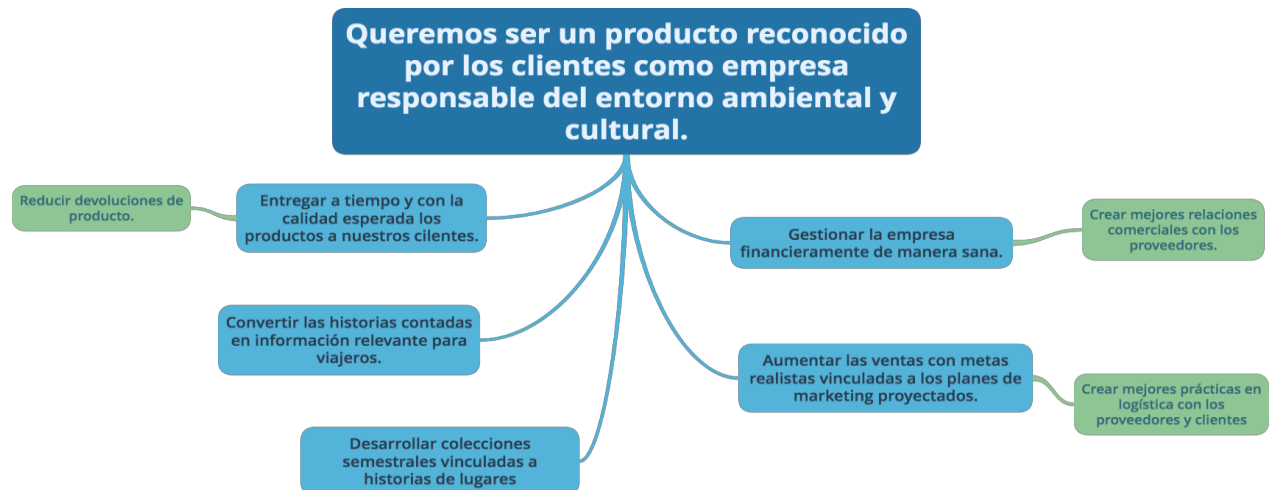 Queremos ser un producto reconocido
por los clientes como empresa
responsable del entorno ambiental y
cultural.
Reducir devoluciones de
producto.
Entregar a tiempo y con la
calidad esperada los
productos a nuestros cilentes.
Convertir las historias contadas
en información relevante para
viajeros.
Desarrollar colecciones
semestrales vinculadas a
historias de lugares
Gestionar la empresa
financieramente de manera sana.
Crear mejores relaciones
comerciales con los
proveedores.
Aumentar las ventas con metas
realistas vinculadas a los planes de
marketing proyectados.
Crear mejores prácticas en
logística con los
proveedores y clientes